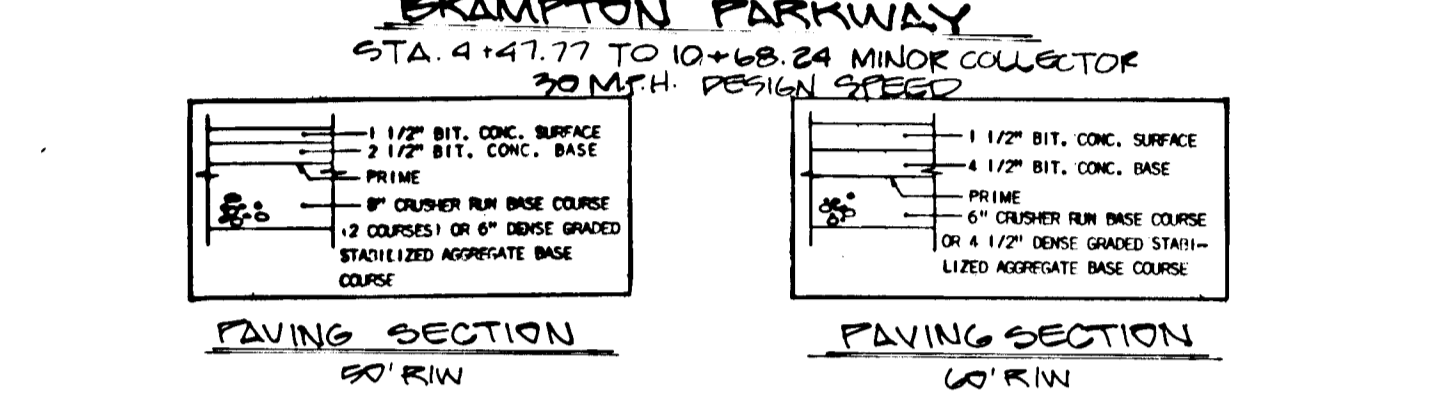 BRAMPTON PARKWAY
STA. 4+47.77 TO 10+68.24 MINOR COLLECTOR
30 M.P.H. DESIGN SPEED
1 1/2" BIT. CONC. SURFACE
2 1/2" BIT. CONC. BASE
PRIME
8" CRUSHER RUN BASE COURSE
(2 COURSES) OR 6" DENSE GRADED
STABILIZED AGGREGATE BASE
COURSE
PAVING SECTION
50' R/W
1 1/2" BIT. CONC. SURFACE
4 1/2" BIT. CONC. BASE
PRIME
6" CRUSHER RUN BASE COURSE
OR 4 1/2" DENSE GRADED STABI-
LIZED AGGREGATE BASE COURSE
PAVING SECTION
60' R/W